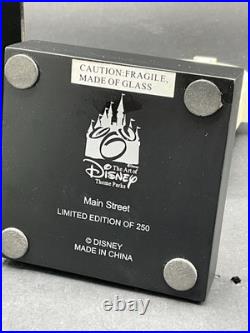 CAUTION:FRAGILE,
MADE OF GLASS
The Art of
Disney
Theme Parks
Main Street
LIMITED EDITION OF 250
© DISNEY
MADE IN CHINA